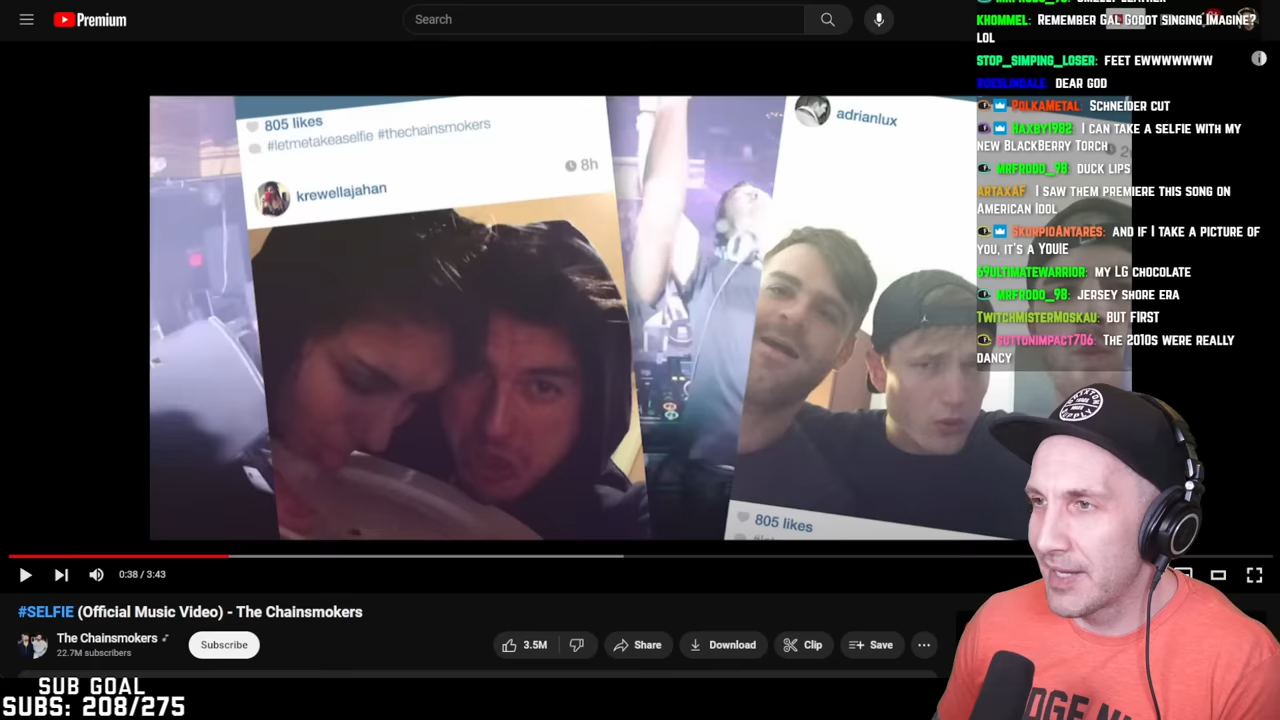 Premium
Search
805 likes
#letmetakeaselfie #thechainsmokers
8h
krewellajahan
adrianlux
805 likes
KHOMMEL: REMEMBER GAL GODOT SINGING IMAGINE?
LOL
STOP_SIMPING_LOSER: FEET EWWWWWWW
RUESLINDALE: DEAR GOD
POLKAMETAL: SCHNEIDER CUT
HAXBY1982: I CAN TAKE A SELFIE WITH MY
NEW BLACKBERRY TORCH
MRFRODO_98: DUCK LIPS
ARTAXAF: I SAW THEM PREMIERE THIS SONG ON
AMERICAN IDOL
SKORPIOANTARES: AND IF I TAKE A PICTURE OF
YOU, IT'S A YOUIE
69ULTIMATEWARRIOR: MY LG CHOCOLATE
MRFRODO_98: JERSEY SHORE ERA
TWITCHMISTERMOSKAU: BUT FIRST
SUTTONIMPACT706: THE 2010S WERE REALLY
DANCY
0:38 / 3:43
#SELFIE (Official Music Video) - The Chainsmokers
The Chainsmokers
22.7M subscribers
Subscribe
3.5M
Share
Download
Clip
Save
SUB GOAL
SUBS: 208/275